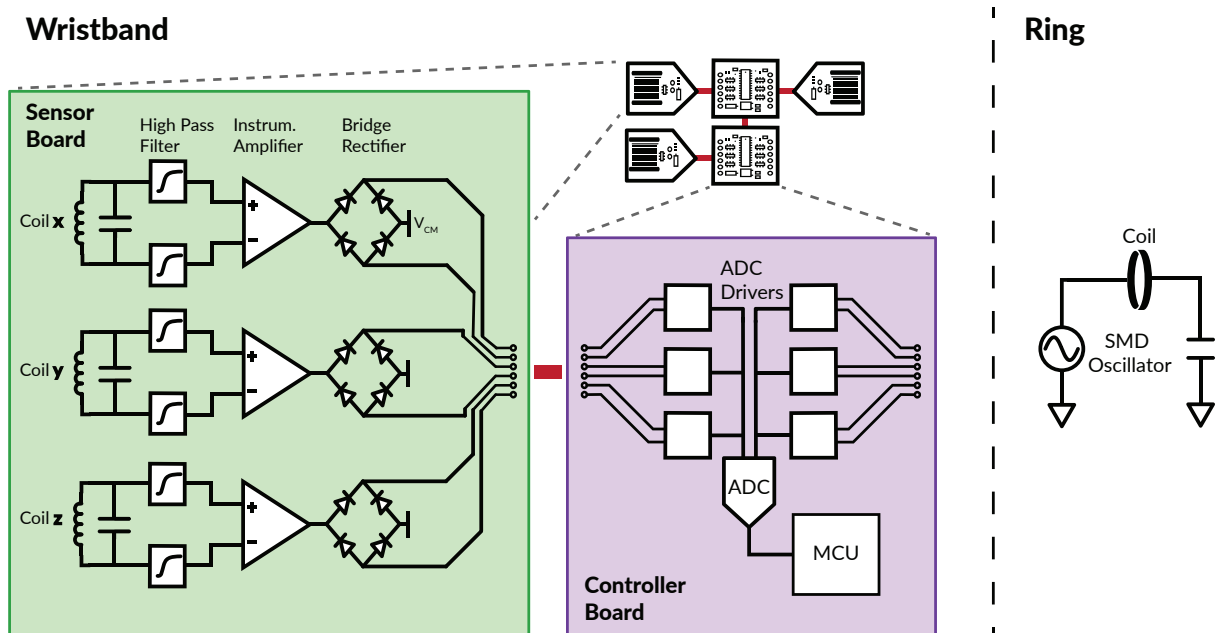 Wristband
Ring
Sensor
Board
High Pass
Filter
Instrum.
Amplifier
Bridge
Rectifier
Coil x
+
−
V_CM
Coil y
+
−
Coil z
+
−
ADC
Drivers
ADC
MCU
Controller
Board
Coil
SMD
Oscillator